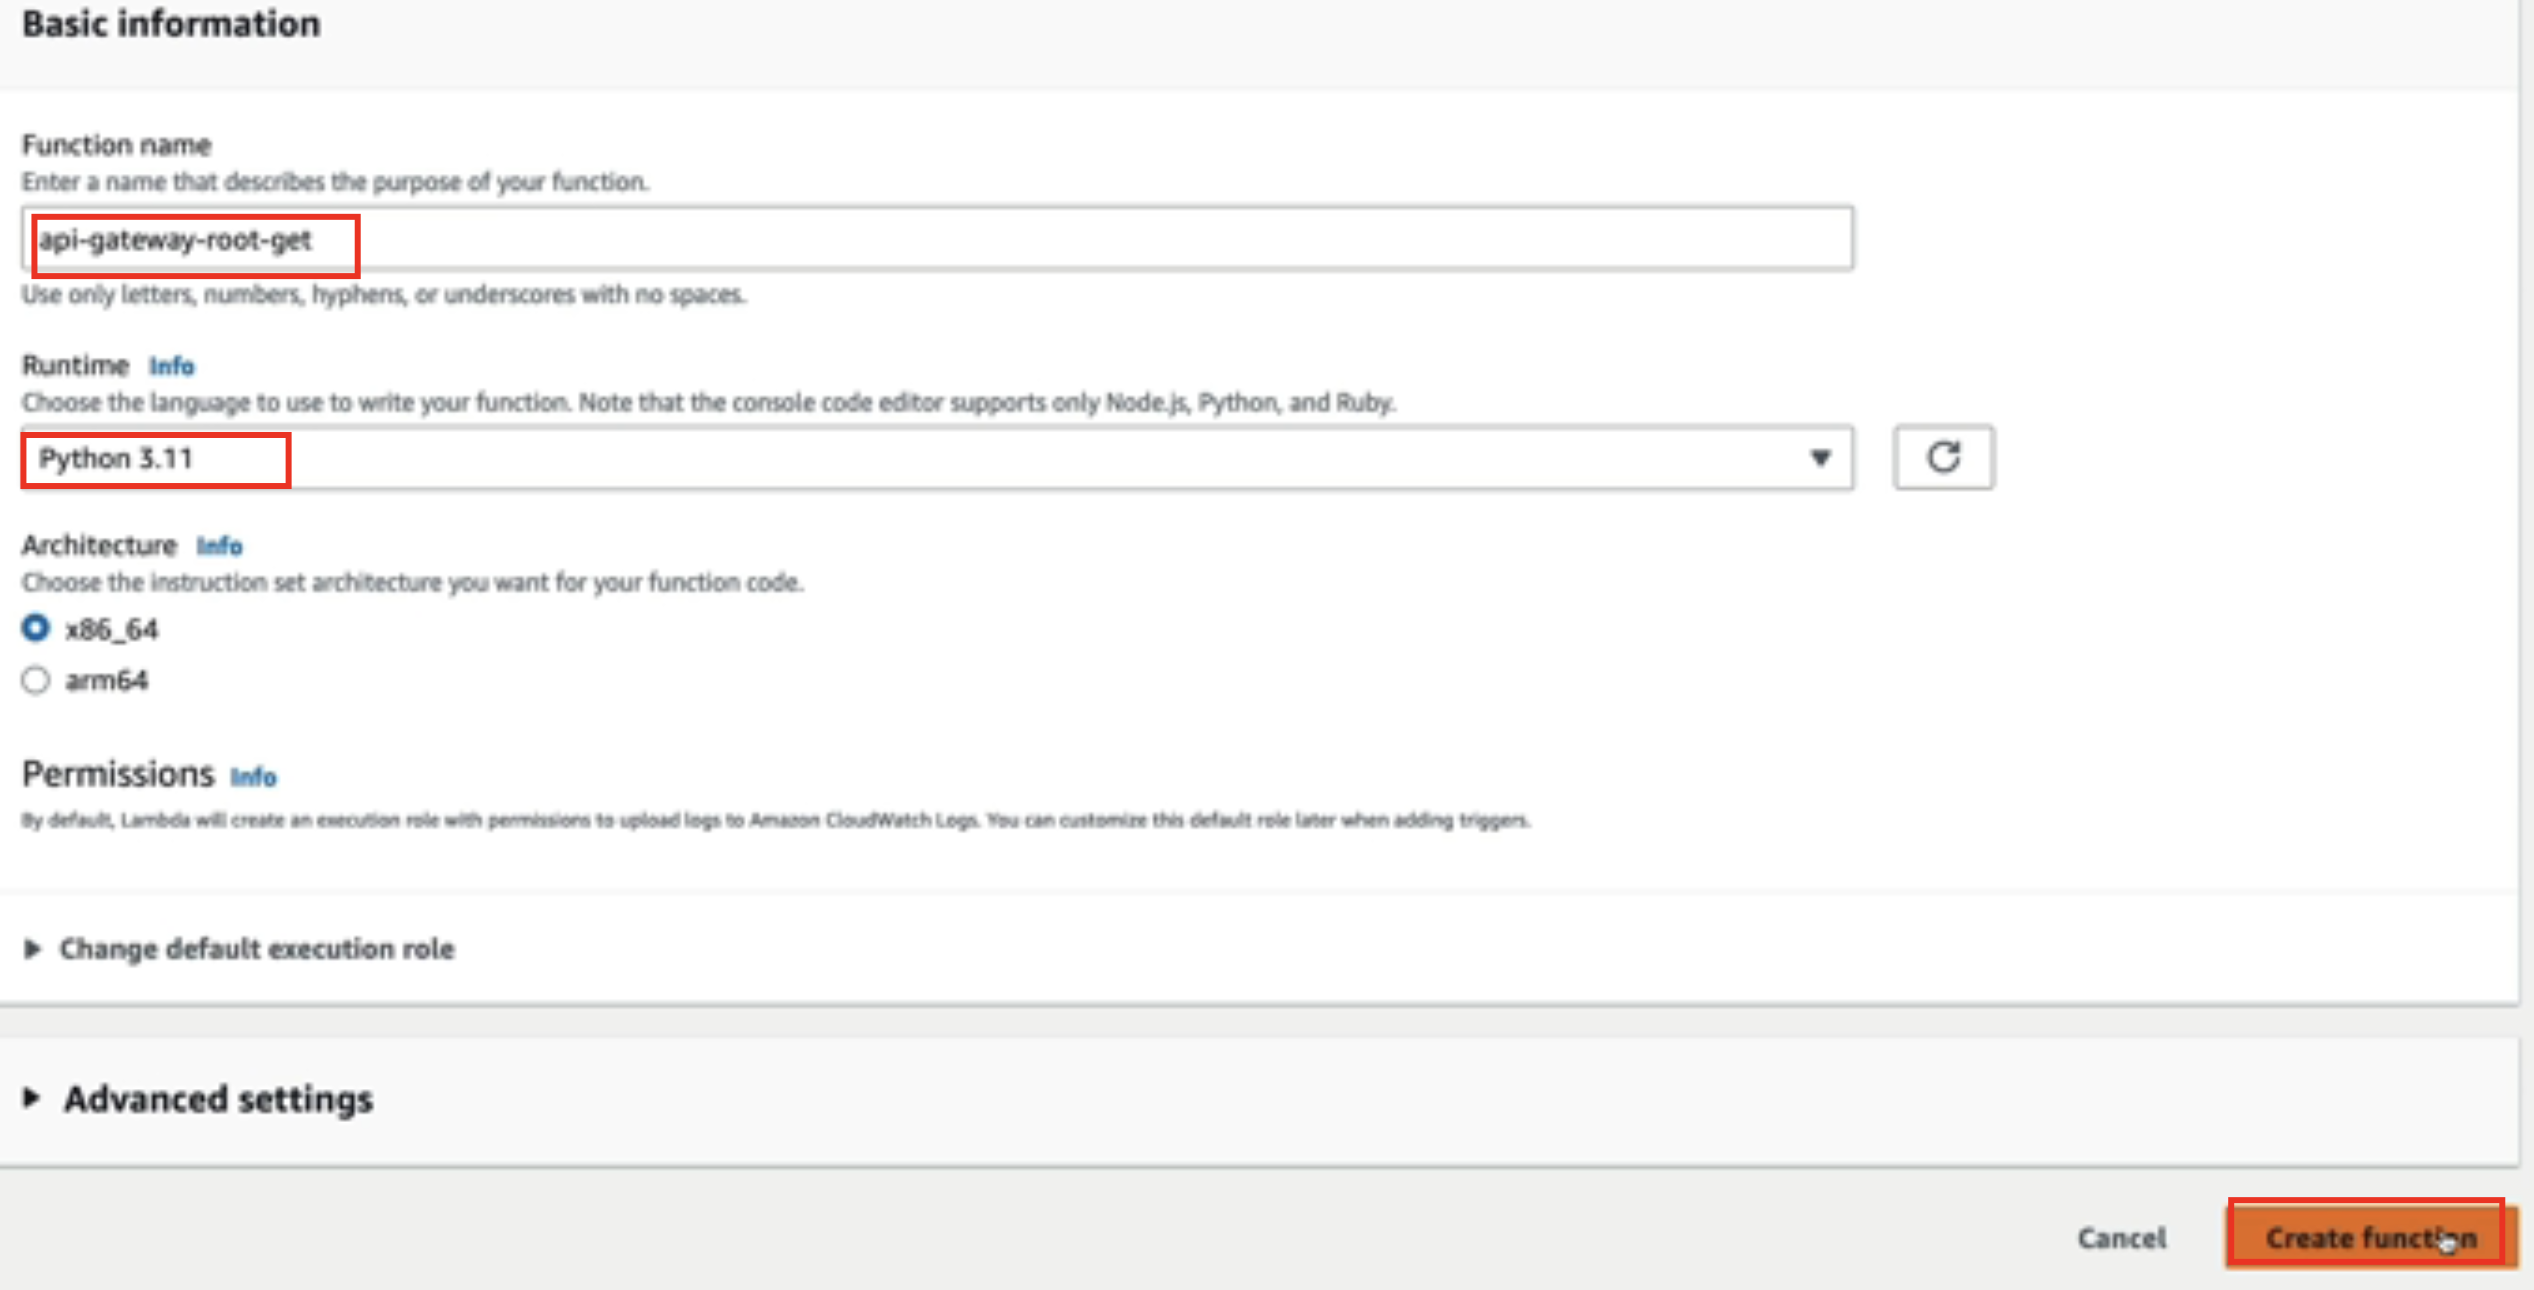 Basic information
Function name
Enter a name that describes the purpose of your function.
api-gateway-root-get
Use only letters, numbers, hyphens, or underscores with no spaces.
Runtime Info
Choose the language to use to write your function. Note that the console code editor supports only Node.js, Python, and Ruby.
Python 3.11
Architecture Info
Choose the instruction set architecture you want for your function code.
x86_64
arm64
Permissions Info
By default, Lambda will create an execution role with permissions to upload logs to Amazon CloudWatch Logs. You can customize this default role later when adding triggers.
Change default execution role
Advanced settings
Cancel
Create function